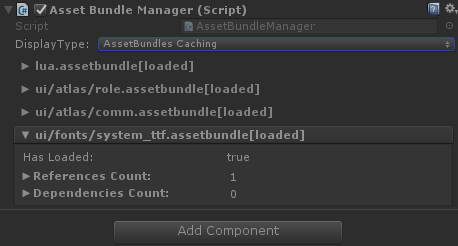 Asset Bundle Manager (Script)
Script AssetBundleManager
DisplayType: AssetBundles Caching
lua.assetbundle[loaded]
ui/atlas/role.assetbundle[loaded]
ui/atlas/comm.assetbundle[loaded]
ui/fonts/system_ttf.assetbundle[loaded]
Has Loaded: true
References Count: 1
Dependencies Count: 0
Add Component